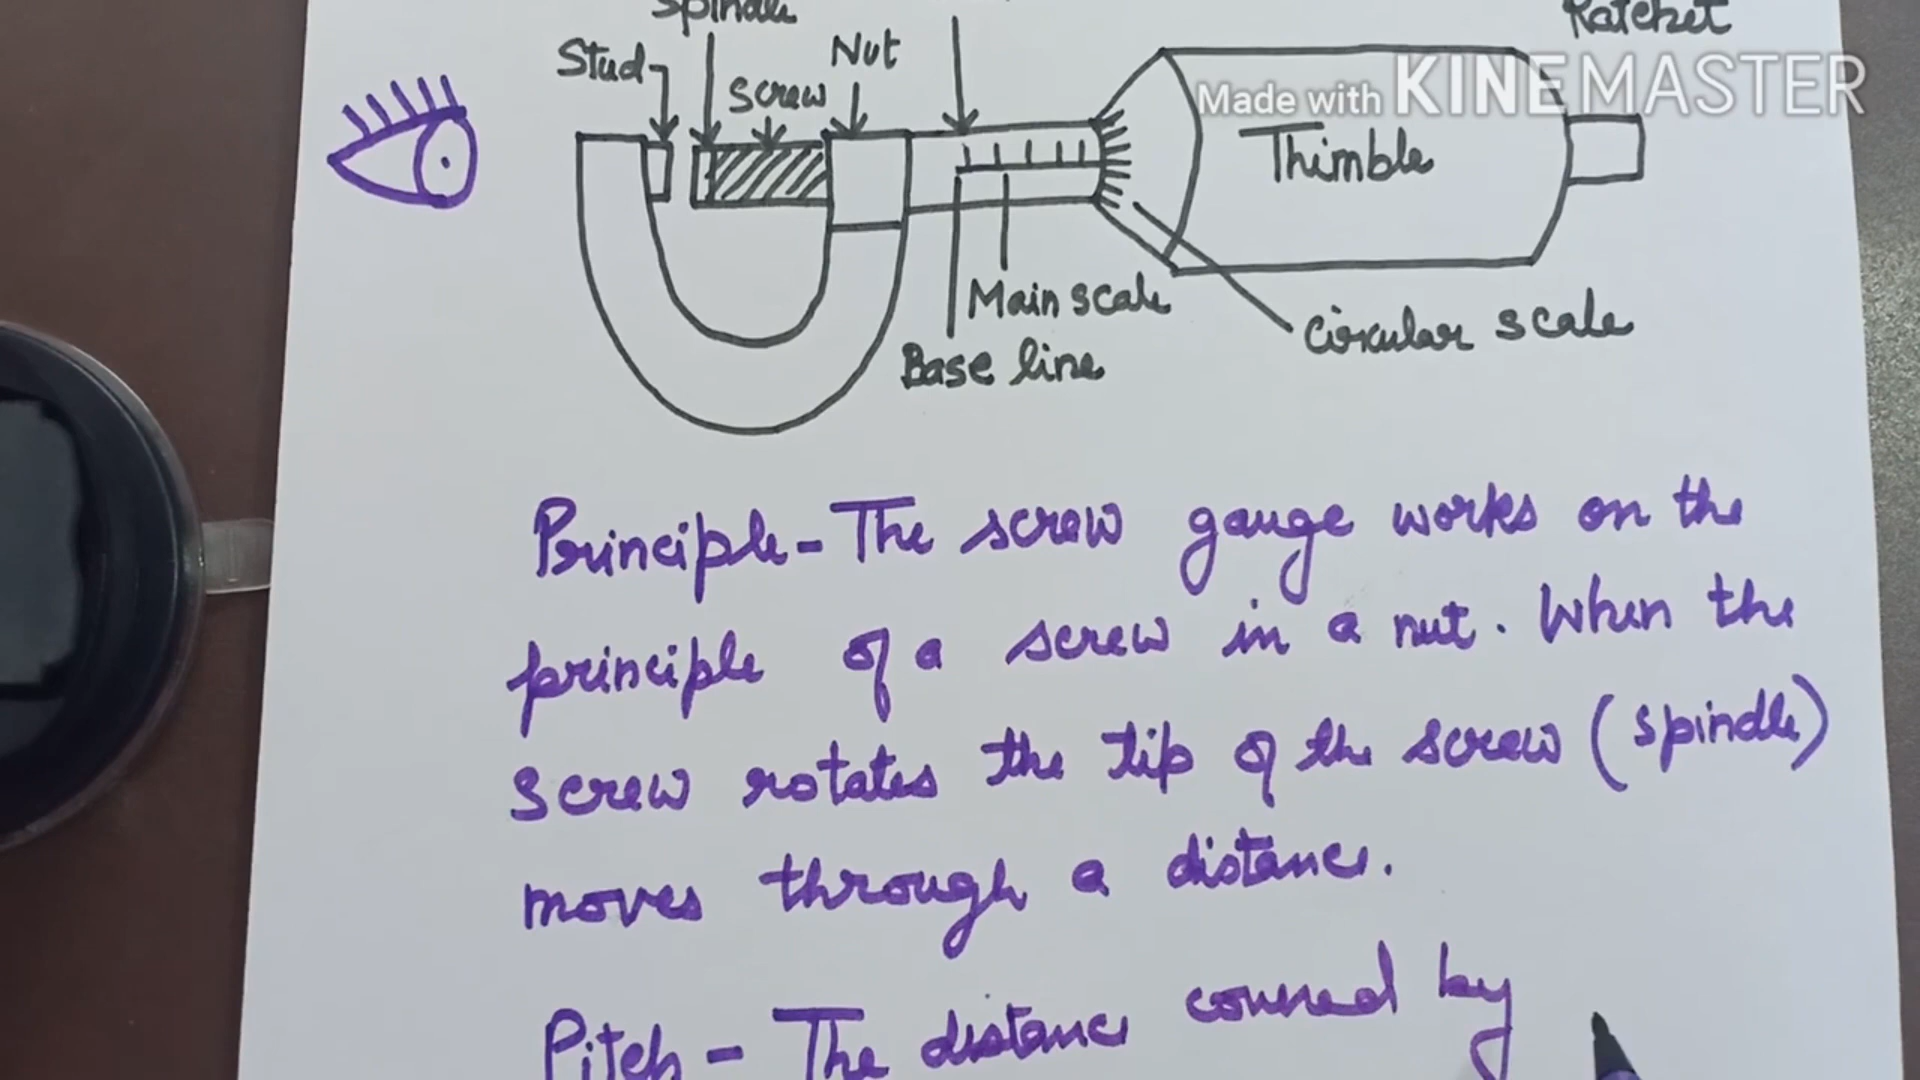 Spindle
Ratchet
Stud
Nut
Screw
Made with KINEMASTER
Thimble
Main scale
Circular scale
Base line
Principle - The screw gauge works on the
principle of a screw in a nut. When the
screw rotates the tip of the screw (spindle)
moves through a distance.
Pitch - The distance covered by